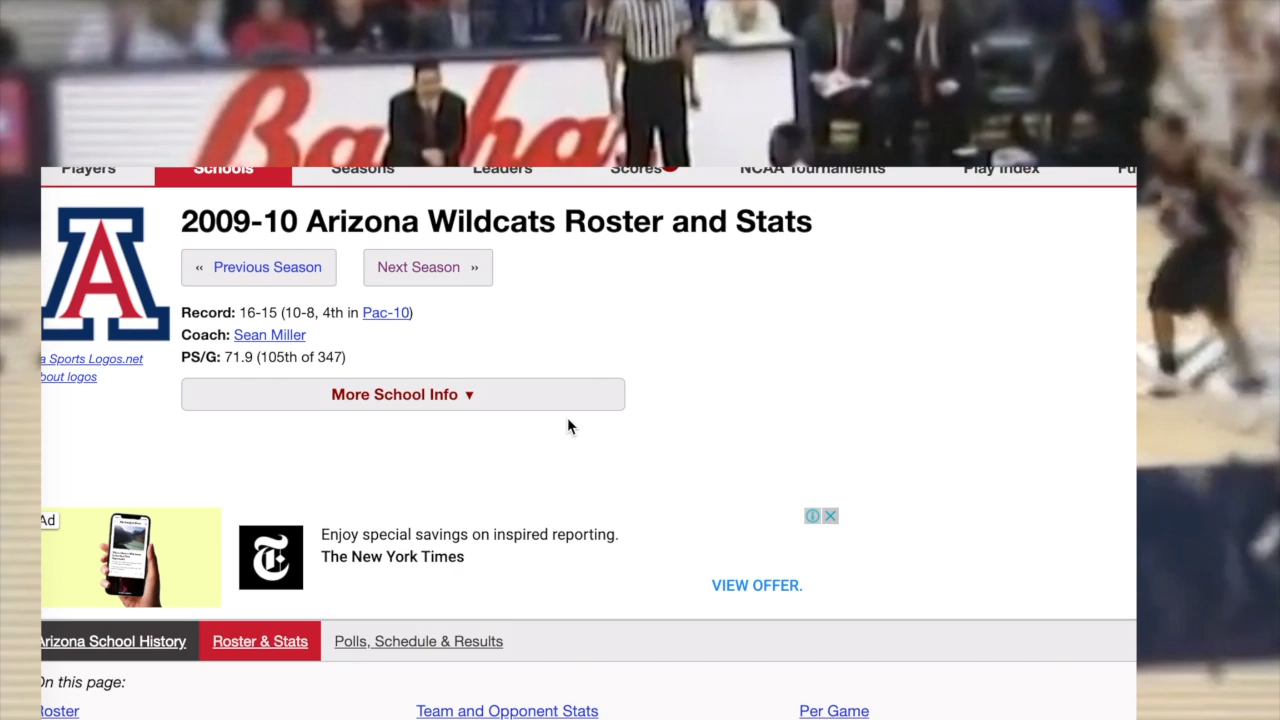 Bashas
Players Schools Seasons Leaders Scores NCAA Tournaments Play Index Fu
2009-10 Arizona Wildcats Roster and Stats
« Previous Season
Next Season »
Record: 16-15 (10-8, 4th in Pac-10)
Coach: Sean Miller
PS/G: 71.9 (105th of 347)
a Sports Logos.net
bout logos
More School Info ▼
Ad
Enjoy special savings on inspired reporting.
The New York Times
VIEW OFFER.
Arizona School History Roster & Stats Polls, Schedule & Results
On this page:
Roster Team and Opponent Stats Per Game